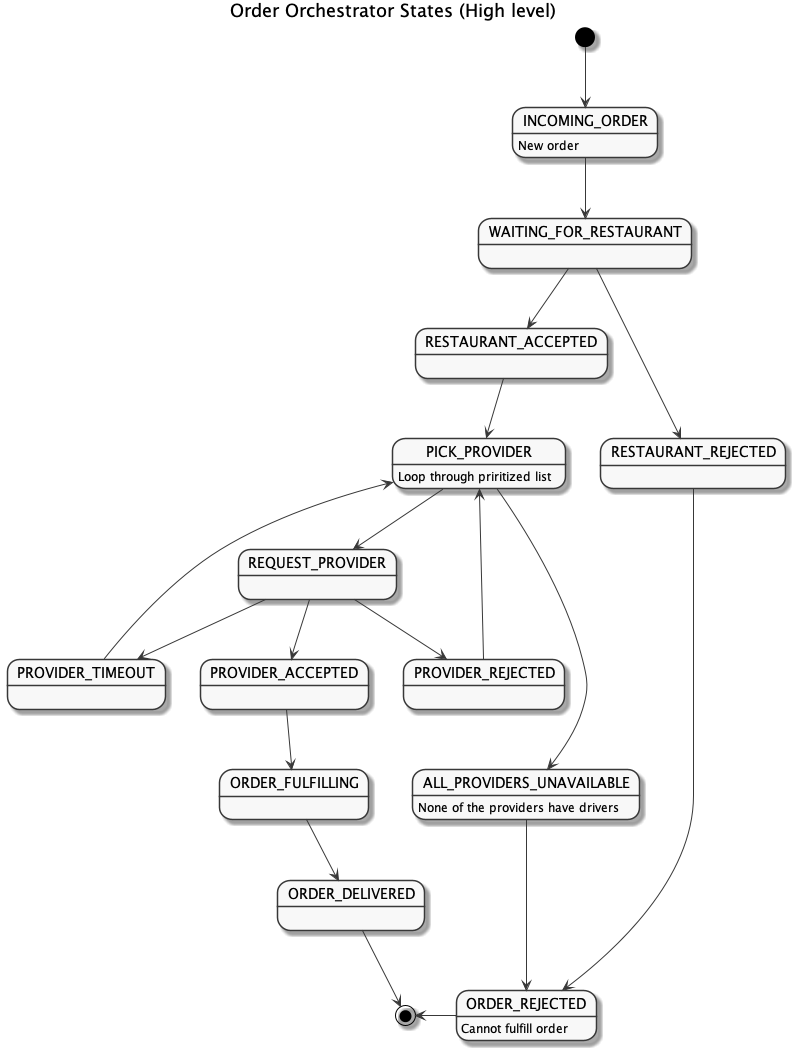 Order Orchestrator States (High level)
INCOMING_ORDER
New order
WAITING_FOR_RESTAURANT
RESTAURANT_ACCEPTED
PICK_PROVIDER
Loop through priritized list
RESTAURANT_REJECTED
REQUEST_PROVIDER
PROVIDER_TIMEOUT
PROVIDER_ACCEPTED
PROVIDER_REJECTED
ORDER_FULFILLING
ALL_PROVIDERS_UNAVAILABLE
None of the providers have drivers
ORDER_DELIVERED
ORDER_REJECTED
Cannot fulfill order